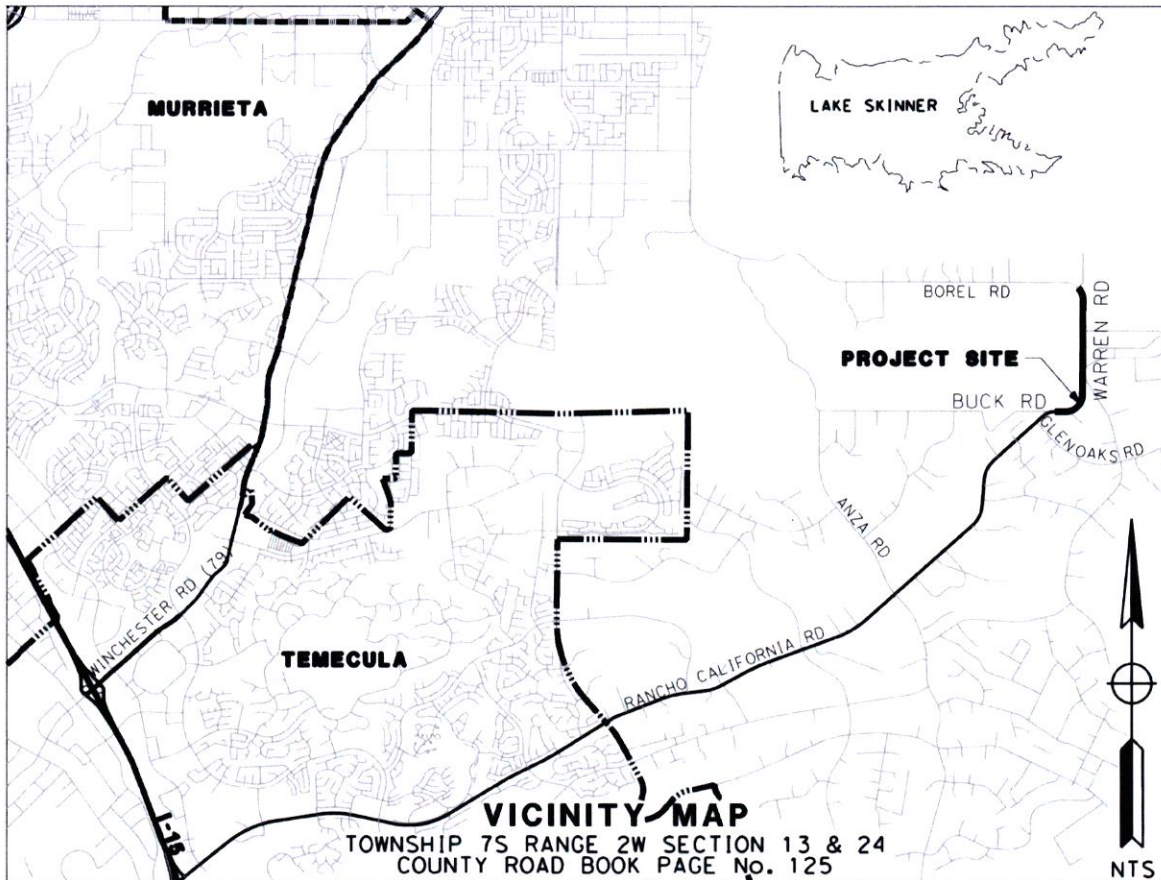 MURRIETA
LAKE SKINNER
BOREL RD
WARREN RD
PROJECT SITE
BUCK RD
GLENOAKS RD
ANZA RD
WINCHESTER RD (79)
TEMECULA
RANCHO CALIFORNIA RD
I-15
VICINITY MAP
TOWNSHIP 7S RANGE 2W SECTION 13 & 24
COUNTY ROAD BOOK PAGE No. 125
NTS